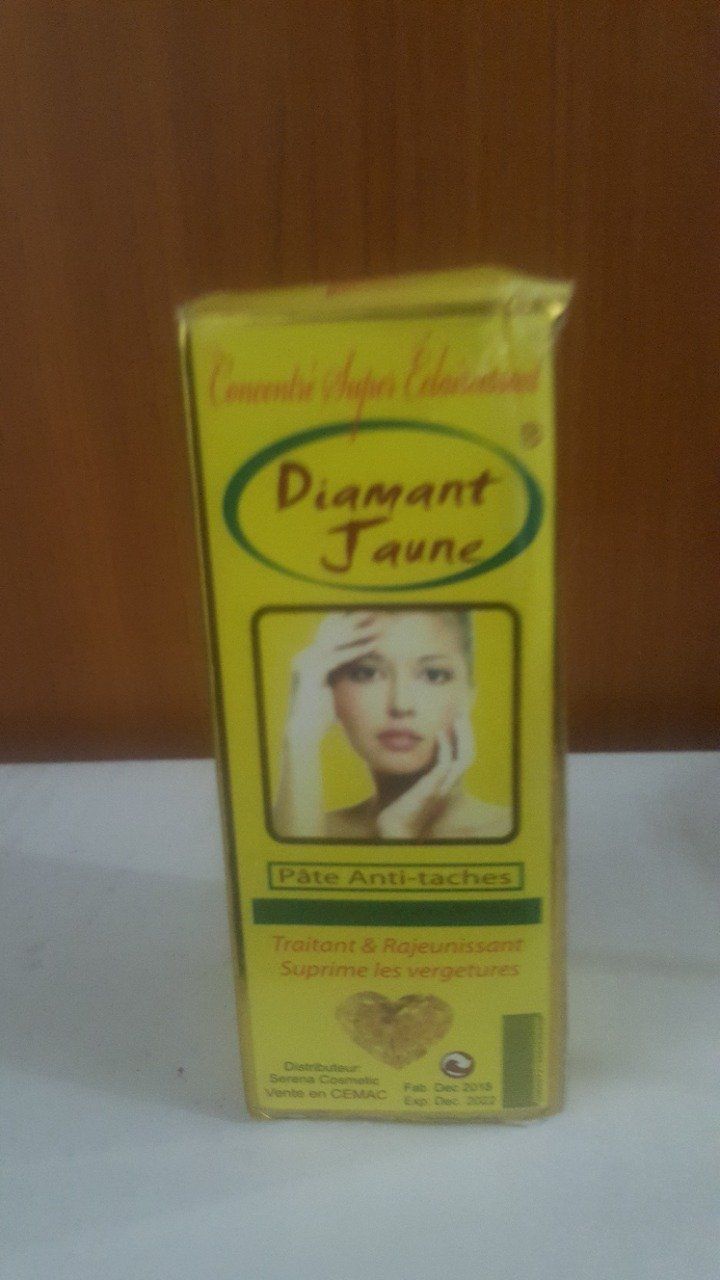 Concentré Super Eclaircissant
®
Diamant
Jaune
Pâte Anti-taches
Traitant & Rajeunissant
Suprime les vergetures
Distributeur:
Serena Cosmetic
Vente en CEMAC
Fab. Dec 2018
Exp. Dec. 2022